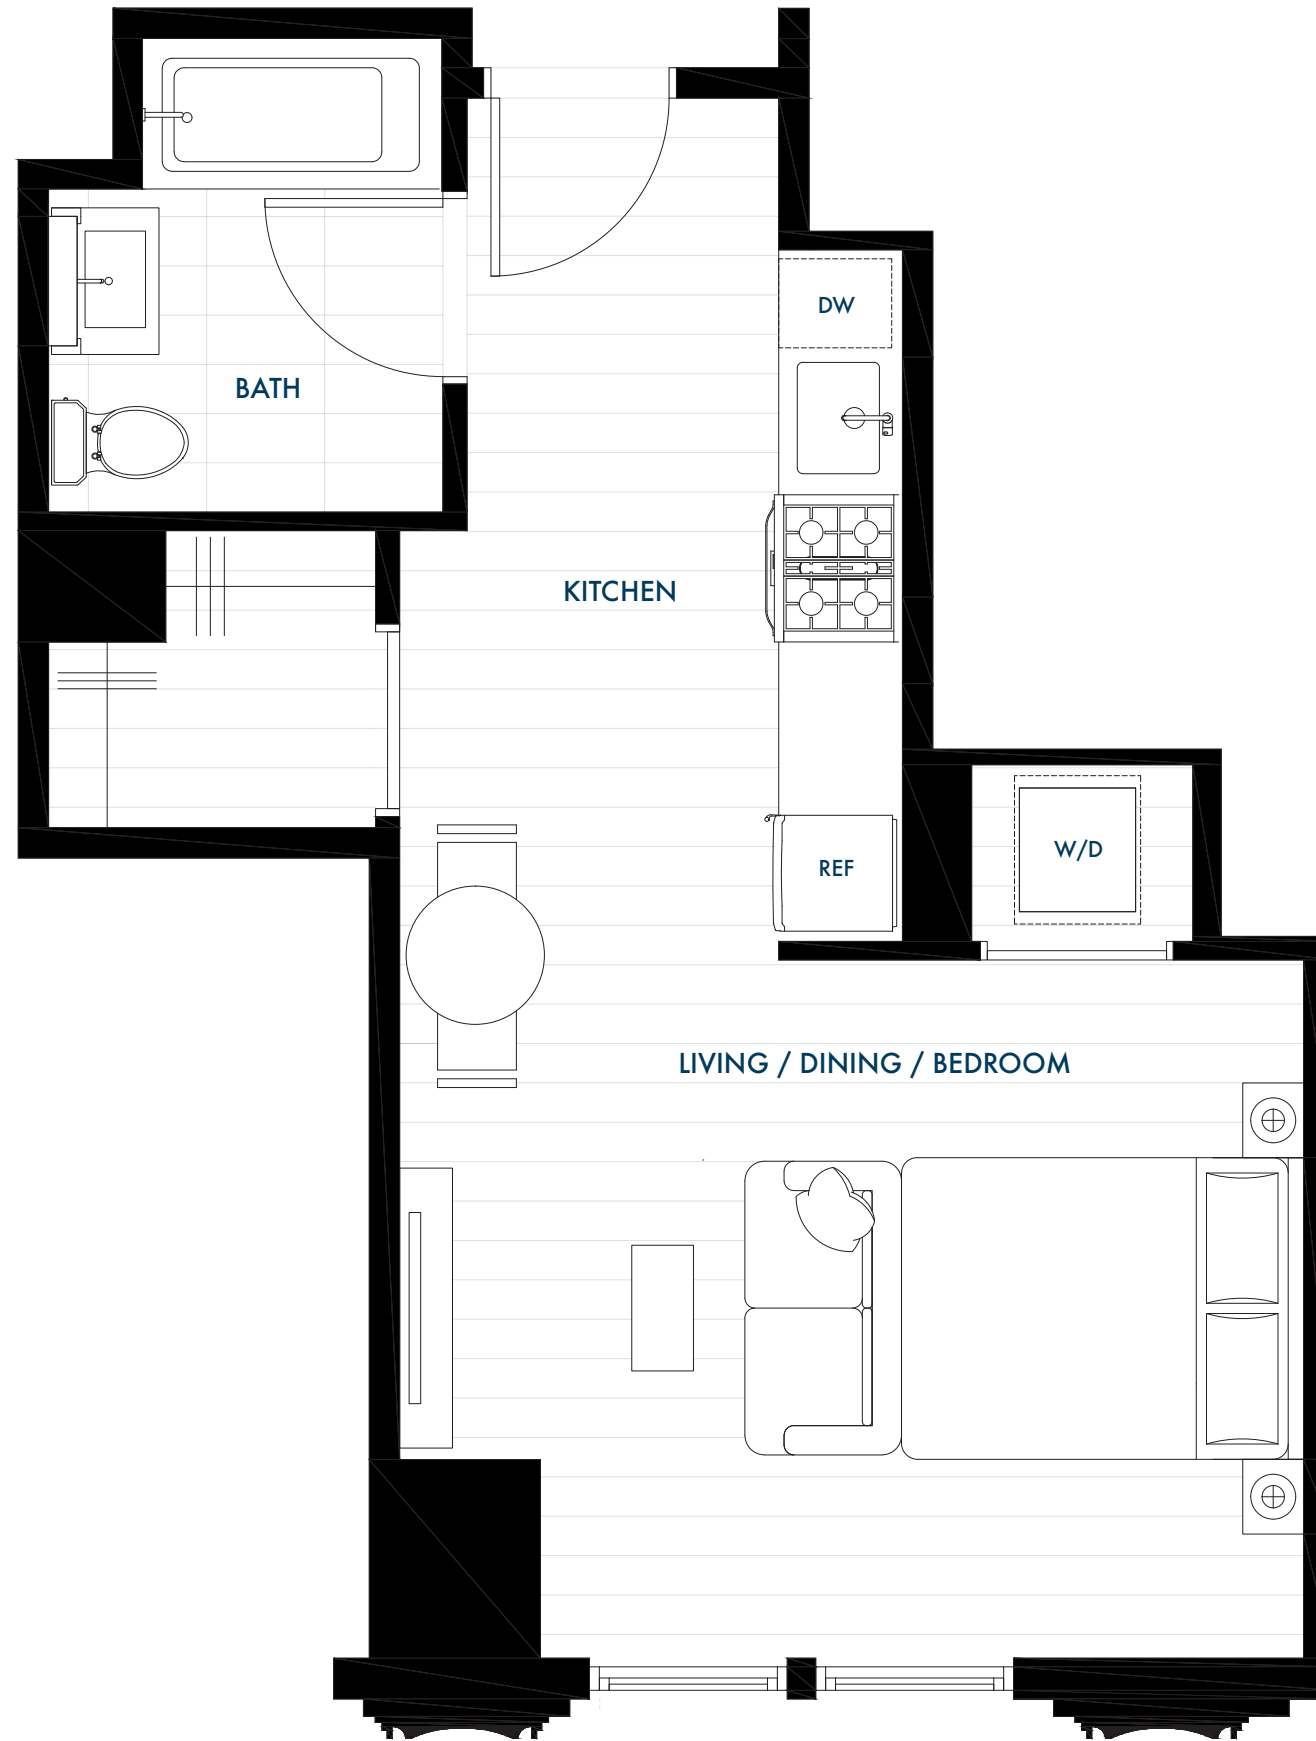 DW
BATH
KITCHEN
REF
W/D
LIVING / DINING / BEDROOM